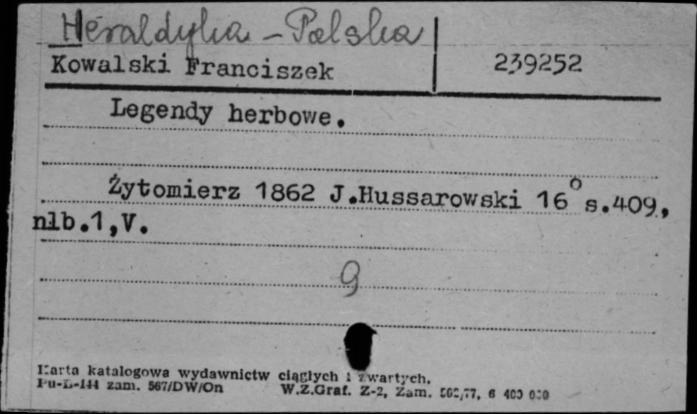 Heraldyka - Polska
Kowalski Franciszek 239252
Legendy herbowe.
Żytomierz 1862 J.Hussarowski 16° s.409,
nlb.1,V.
9
Karta katalogowa wydawnictw ciągłych i zwartych.
Pu-B-144 zam. 567/DW/On W.Z.Graf. Z-2, Zam.